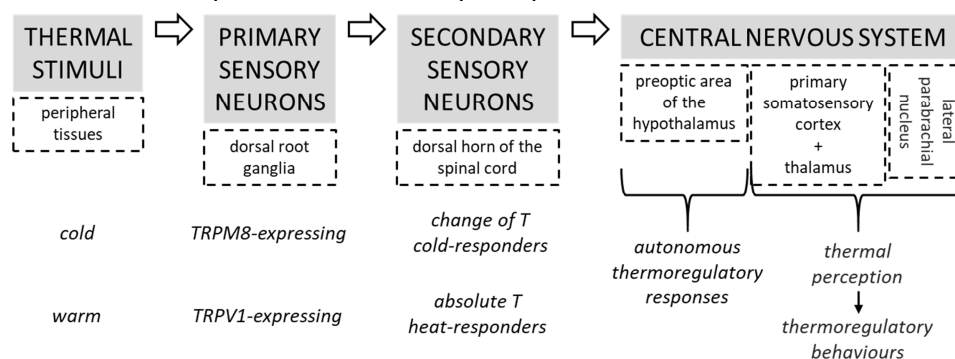 THERMAL
STIMULI
peripheral
tissues
PRIMARY
SENSORY
NEURONS
dorsal root
ganglia
SECONDARY
SENSORY
NEURONS
dorsal horn of the
spinal cord
CENTRAL NERVOUS SYSTEM
preoptic area
of the
hypothalamus
primary
somatosensory
cortex
+
thalamus
lateral
parabrachial
nucleus
cold
TRPM8-expressing
change of T
cold-responders
autonomous
thermoregulatory
responses
thermal
perception
warm
TRPV1-expressing
absolute T
heat-responders
thermoregulatory
behaviours